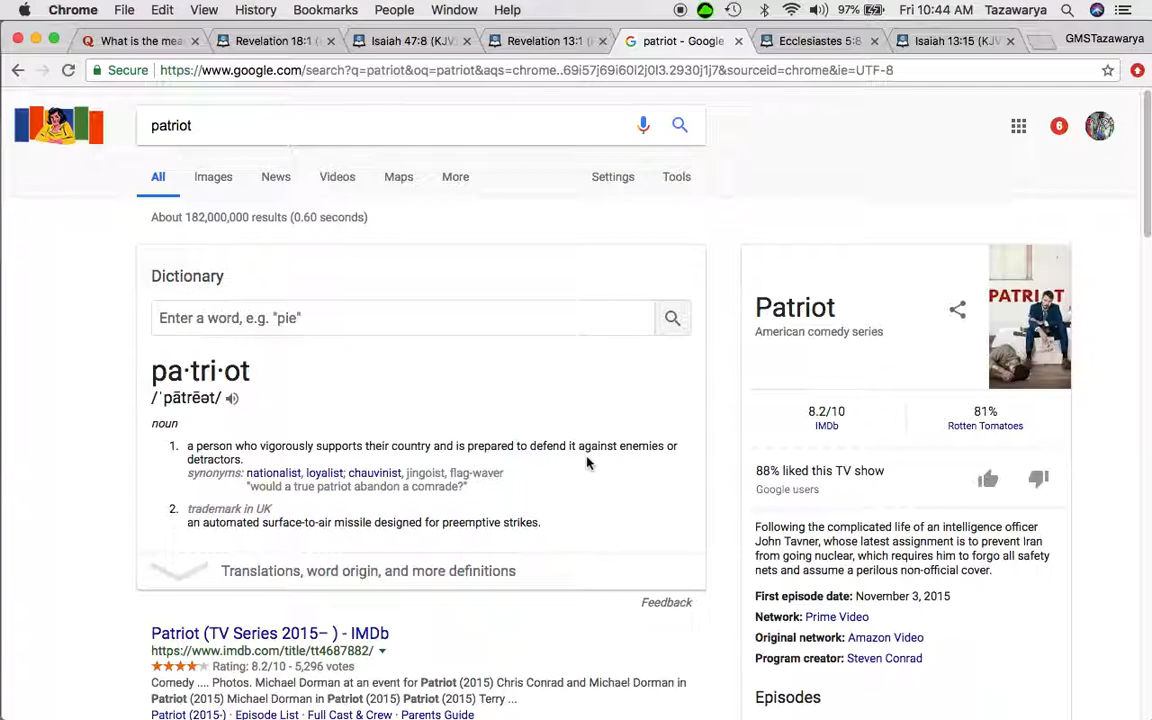 Chrome File Edit View History Bookmarks People Window Help 97% Fri 10:44 AM Tazawarya
What is the mea Revelation 18:1 ( Isaiah 47:8 (KJV Revelation 13:1 ( patriot - Google Ecclesiastes 5:8 Isaiah 13:15 (KJV GMSTazawarya
Secure https://www.google.com/search?q=patriot&oq=patriot&aqs=chrome..69i57j69i60i2j0l3.2930j1j7&sourceid=chrome&ie=UTF-8
patriot
6
All Images News Videos Maps More Settings Tools
About 182,000,000 results (0.60 seconds)
Dictionary
Enter a word, e.g. "pie"
pa·tri·ot
/ˈpātrēət/
noun
1. a person who vigorously supports their country and is prepared to defend it against enemies or
detractors.
synonyms: nationalist, loyalist; chauvinist, jingoist, flag-waver
"would a true patriot abandon a comrade?"
2. trademark in UK
an automated surface-to-air missile designed for preemptive strikes.
Translations, word origin, and more definitions
Feedback
Patriot (TV Series 2015– ) - IMDb
https://www.imdb.com/title/tt4687882/
Rating: 8.2/10 - 5,296 votes
Comedy .... Photos. Michael Dorman at an event for Patriot (2015) Chris Conrad and Michael Dorman in
Patriot (2015) Michael Dorman in Patriot (2015) Patriot (2015) Terry ...
Patriot (2015-) · Episode List · Full Cast & Crew · Parents Guide
Patriot
American comedy series
PATRIOT
8.2/10
IMDb
81%
Rotten Tomatoes
88% liked this TV show
Google users
Following the complicated life of an intelligence officer
John Tavner, whose latest assignment is to prevent Iran
from going nuclear, which requires him to forgo all safety
nets and assume a perilous non-official cover.
First episode date: November 3, 2015
Network: Prime Video
Original network: Amazon Video
Program creator: Steven Conrad
Episodes